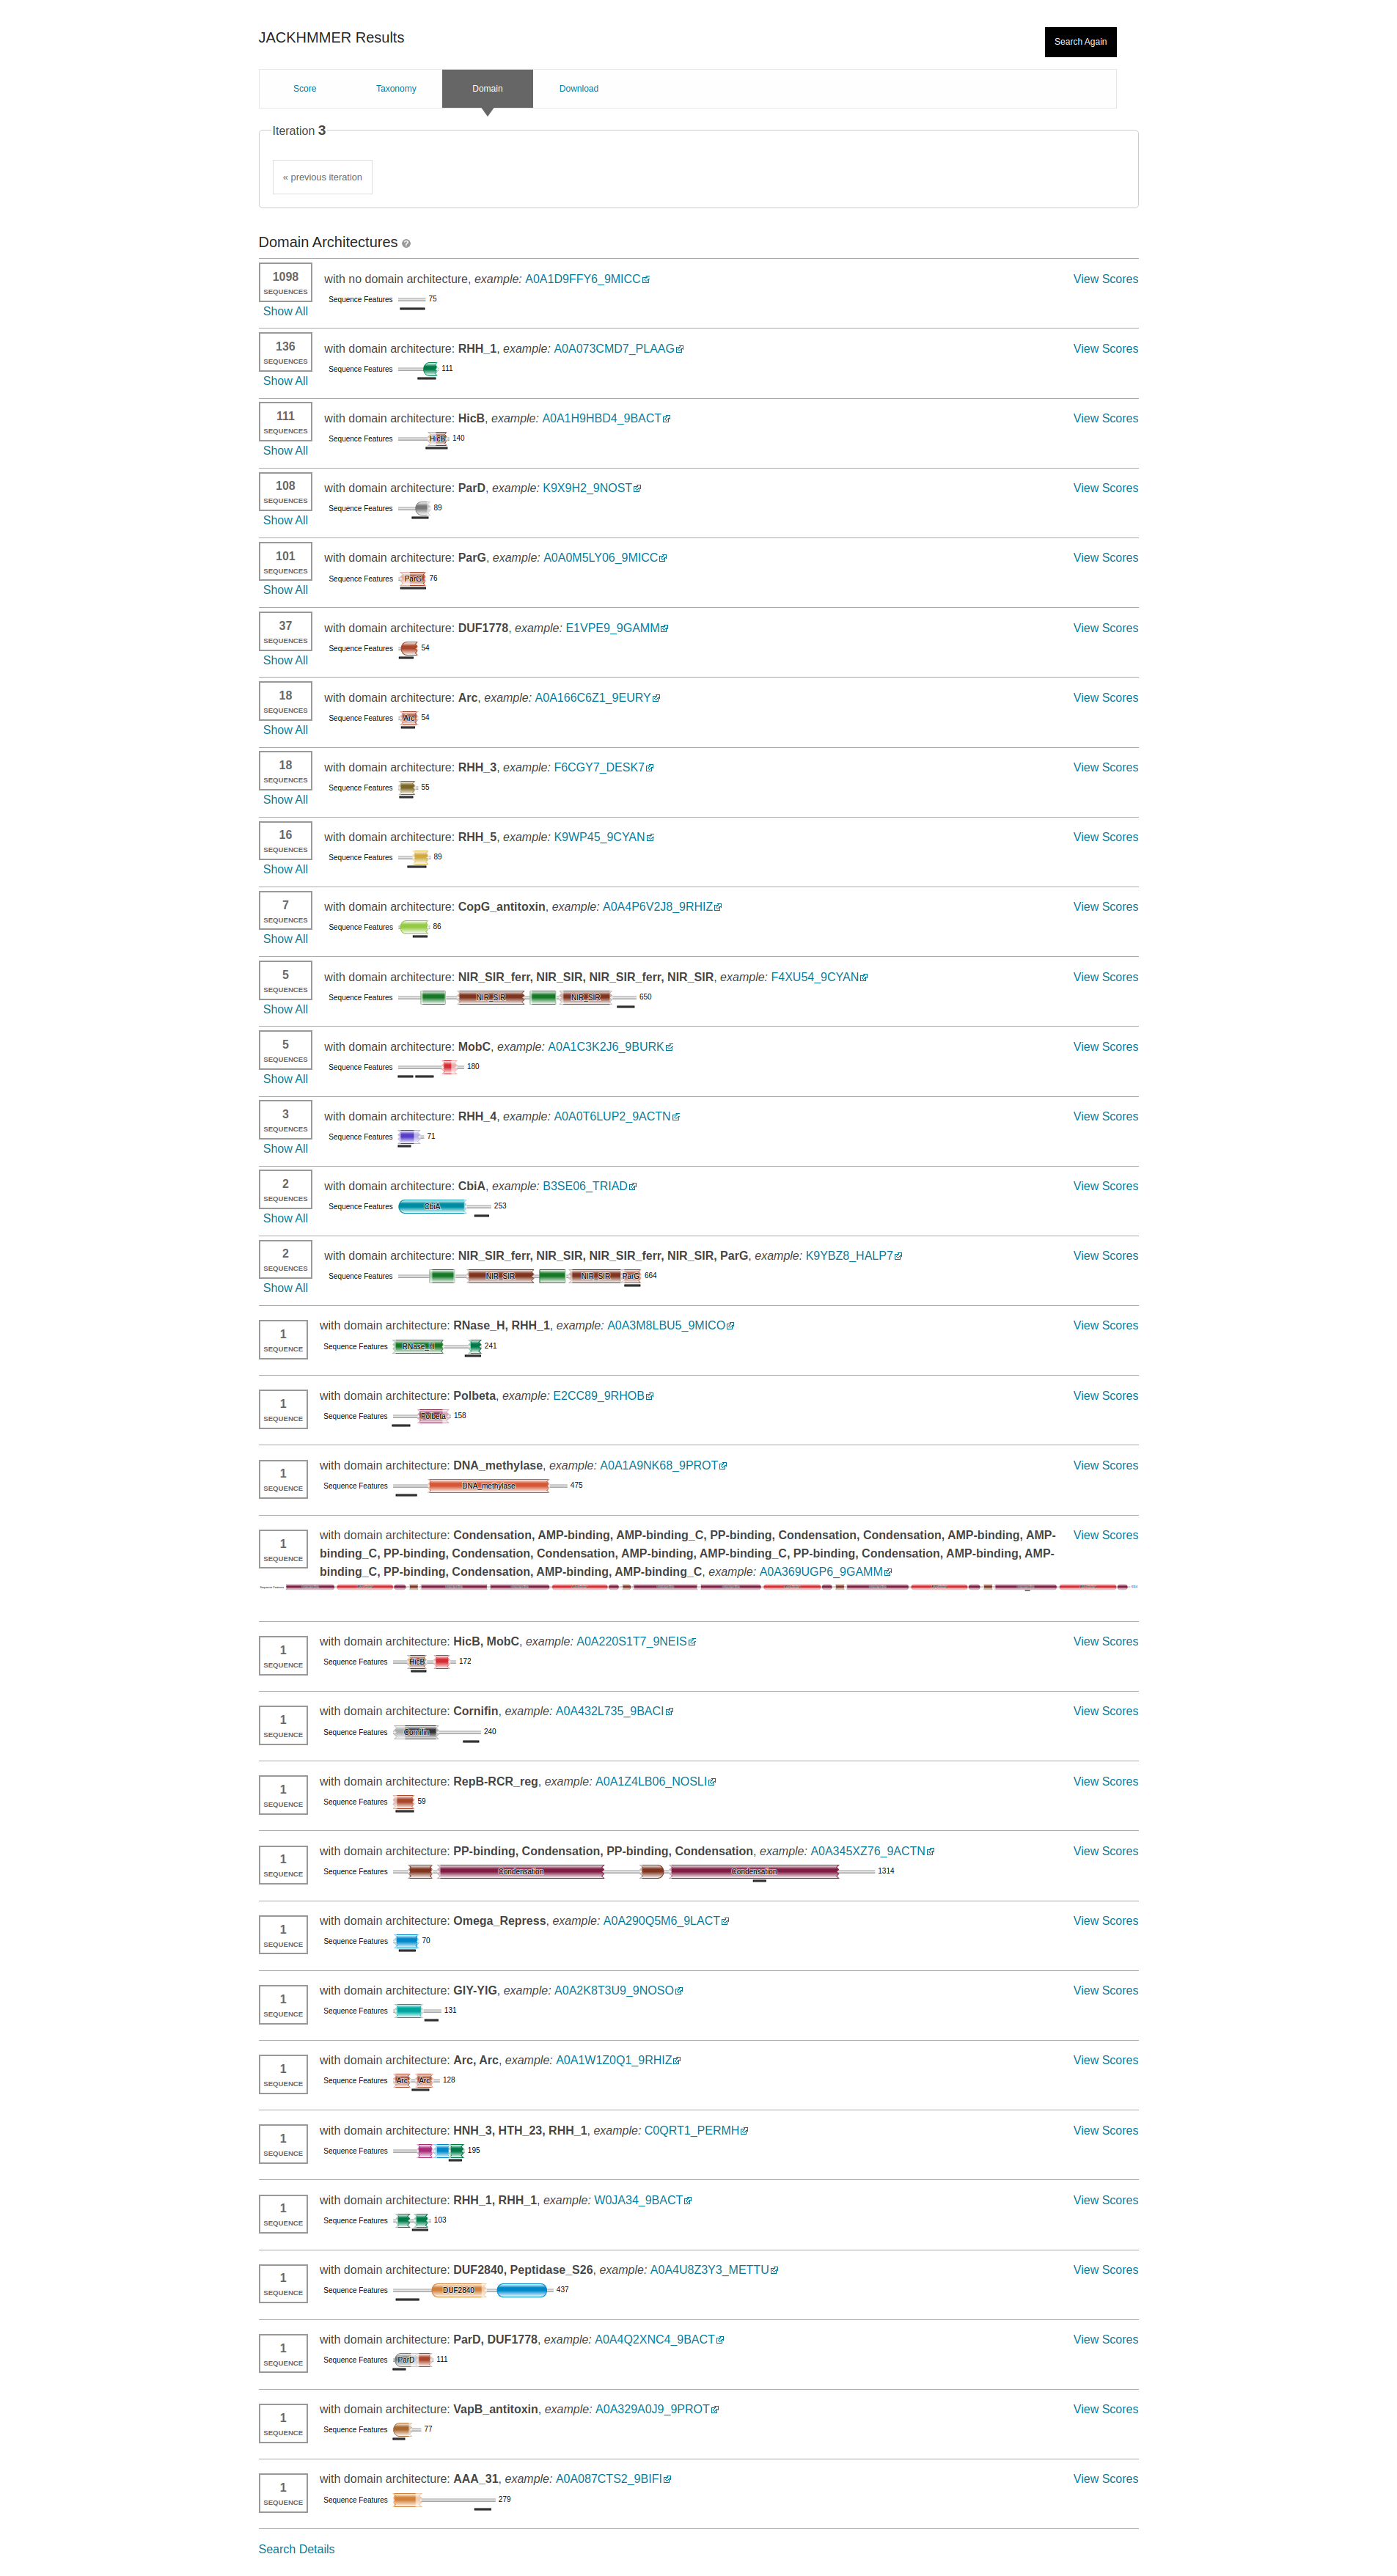 JACKHMMER Results
Search Again
Score Taxonomy Domain Download
Iteration 3
« previous iteration
Domain Architectures ?
1098 SEQUENCES Show All
with no domain architecture, example: A0A1D9FFY6_9MICC View Scores
Sequence Features 75
136 SEQUENCES Show All
with domain architecture: RHH_1, example: A0A073CMD7_PLAAG View Scores
Sequence Features 111
111 SEQUENCES Show All
with domain architecture: HicB, example: A0A1H9HBD4_9BACT View Scores
Sequence Features HicB 140
108 SEQUENCES Show All
with domain architecture: ParD, example: K9X9H2_9NOST View Scores
Sequence Features 89
101 SEQUENCES Show All
with domain architecture: ParG, example: A0A0M5LY06_9MICC View Scores
Sequence Features ParG 76
37 SEQUENCES Show All
with domain architecture: DUF1778, example: E1VPE9_9GAMM View Scores
Sequence Features 54
18 SEQUENCES Show All
with domain architecture: Arc, example: A0A166C6Z1_9EURY View Scores
Sequence Features Arc 54
18 SEQUENCES Show All
with domain architecture: RHH_3, example: F6CGY7_DESK7 View Scores
Sequence Features 55
16 SEQUENCES Show All
with domain architecture: RHH_5, example: K9WP45_9CYAN View Scores
Sequence Features 89
7 SEQUENCES Show All
with domain architecture: CopG_antitoxin, example: A0A4P6V2J8_9RHIZ View Scores
Sequence Features 86
5 SEQUENCES Show All
with domain architecture: NIR_SIR_ferr, NIR_SIR, NIR_SIR_ferr, NIR_SIR, example: F4XU54_9CYAN View Scores
Sequence Features NIR_SIR NIR_SIR 650
5 SEQUENCES Show All
with domain architecture: MobC, example: A0A1C3K2J6_9BURK View Scores
Sequence Features 180
3 SEQUENCES Show All
with domain architecture: RHH_4, example: A0A0T6LUP2_9ACTN View Scores
Sequence Features 71
2 SEQUENCES Show All
with domain architecture: CbiA, example: B3SE06_TRIAD View Scores
Sequence Features CbiA 253
2 SEQUENCES Show All
with domain architecture: NIR_SIR_ferr, NIR_SIR, NIR_SIR_ferr, NIR_SIR, ParG, example: K9YBZ8_HALP7 View Scores
Sequence Features NIR_SIR NIR_SIR ParG 664
1 SEQUENCE
with domain architecture: RNase_H, RHH_1, example: A0A3M8LBU5_9MICO View Scores
Sequence Features RNase_H 241
1 SEQUENCE
with domain architecture: Polbeta, example: E2CC89_9RHOB View Scores
Sequence Features Polbeta 158
1 SEQUENCE
with domain architecture: DNA_methylase, example: A0A1A9NK68_9PROT View Scores
Sequence Features DNA_methylase 475
1 SEQUENCE
with domain architecture: Condensation, AMP-binding, AMP-binding_C, PP-binding, Condensation, Condensation, AMP-binding, AMP- View Scores
binding_C, PP-binding, Condensation, Condensation, AMP-binding, AMP-binding_C, PP-binding, Condensation, AMP-binding, AMP-
binding_C, PP-binding, Condensation, AMP-binding, AMP-binding_C, example: A0A369UGP6_9GAMM
Sequence Features
1 SEQUENCE
with domain architecture: HicB, MobC, example: A0A220S1T7_9NEIS View Scores
Sequence Features HicB 172
1 SEQUENCE
with domain architecture: Cornifin, example: A0A432L735_9BACI View Scores
Sequence Features Cornifin 240
1 SEQUENCE
with domain architecture: RepB-RCR_reg, example: A0A1Z4LB06_NOSLI View Scores
Sequence Features 59
1 SEQUENCE
with domain architecture: PP-binding, Condensation, PP-binding, Condensation, example: A0A345XZ76_9ACTN View Scores
Sequence Features Condensation Condensation 1314
1 SEQUENCE
with domain architecture: Omega_Repress, example: A0A290Q5M6_9LACT View Scores
Sequence Features 70
1 SEQUENCE
with domain architecture: GIY-YIG, example: A0A2K8T3U9_9NOSO View Scores
Sequence Features 131
1 SEQUENCE
with domain architecture: Arc, Arc, example: A0A1W1Z0Q1_9RHIZ View Scores
Sequence Features Arc Arc 128
1 SEQUENCE
with domain architecture: HNH_3, HTH_23, RHH_1, example: C0QRT1_PERMH View Scores
Sequence Features 195
1 SEQUENCE
with domain architecture: RHH_1, RHH_1, example: W0JA34_9BACT View Scores
Sequence Features 103
1 SEQUENCE
with domain architecture: DUF2840, Peptidase_S26, example: A0A4U8Z3Y3_METTU View Scores
Sequence Features DUF2840 437
1 SEQUENCE
with domain architecture: ParD, DUF1778, example: A0A4Q2XNC4_9BACT View Scores
Sequence Features ParD 111
1 SEQUENCE
with domain architecture: VapB_antitoxin, example: A0A329A0J9_9PROT View Scores
Sequence Features 77
1 SEQUENCE
with domain architecture: AAA_31, example: A0A087CTS2_9BIFI View Scores
Sequence Features 279
Search Details